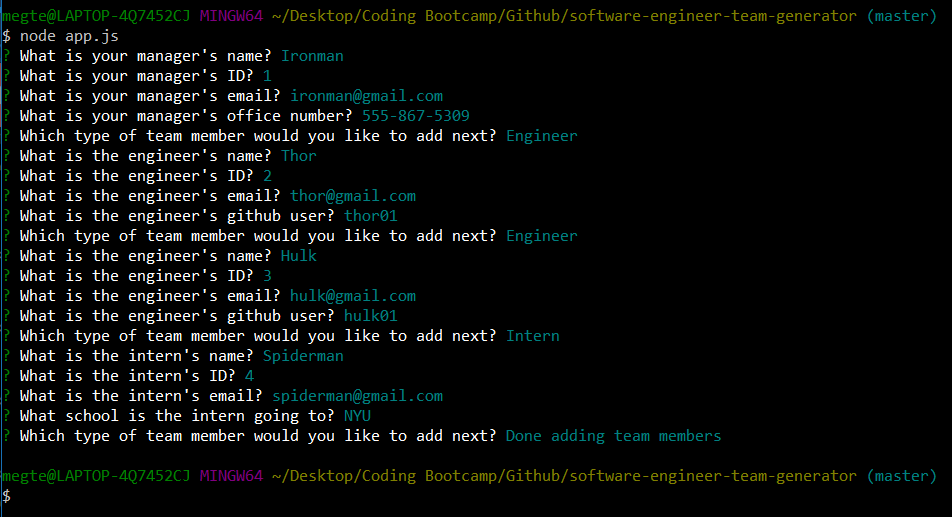 megte@LAPTOP-4Q7452CJ MINGW64 ~/Desktop/Coding Bootcamp/Github/software-engineer-team-generator (master)
$ node app.js
? What is your manager's name? Ironman
? What is your manager's ID? 1
? What is your manager's email? ironman@gmail.com
? What is your manager's office number? 555-867-5309
? Which type of team member would you like to add next? Engineer
? What is the engineer's name? Thor
? What is the engineer's ID? 2
? What is the engineer's email? thor@gmail.com
? What is the engineer's github user? thor01
? Which type of team member would you like to add next? Engineer
? What is the engineer's name? Hulk
? What is the engineer's ID? 3
? What is the engineer's email? hulk@gmail.com
? What is the engineer's github user? hulk01
? Which type of team member would you like to add next? Intern
? What is the intern's name? Spiderman
? What is the intern's ID? 4
? What is the intern's email? spiderman@gmail.com
? What school is the intern going to? NYU
? Which type of team member would you like to add next? Done adding team members
megte@LAPTOP-4Q7452CJ MINGW64 ~/Desktop/Coding Bootcamp/Github/software-engineer-team-generator (master)
$